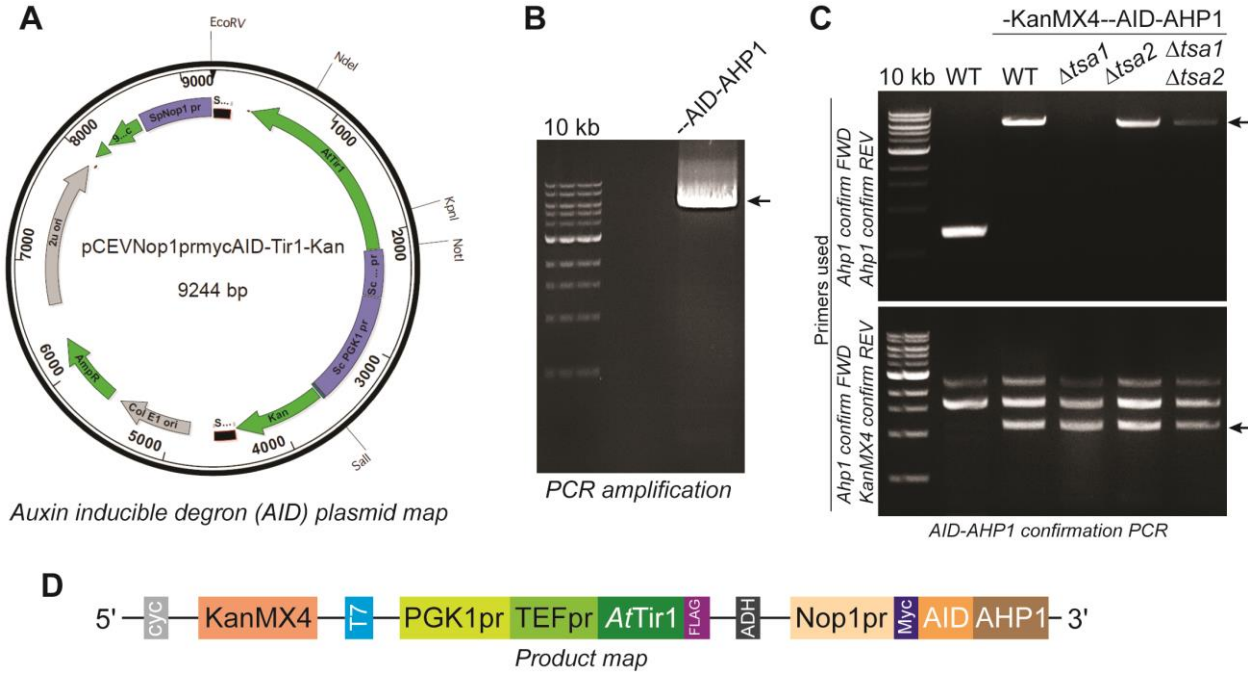 A
EcoRV
NdeI
KpnI
NotI
SalI
9000
1000
2000
3000
4000
5000
6000
7000
8000
S...
SpNop1 pr
9...c
AtTir1
Sc ... pr
Sc PGK1 pr
Kan
S...
Col E1 ori
AmpR
2u ori
pCEVNop1prmycAID-Tir1-Kan
9244 bp
Auxin inducible degron (AID) plasmid map
B
10 kb
--AID-AHP1
PCR amplification
C
-KanMX4--AID-AHP1
10 kb
WT
WT
Δtsa1
Δtsa2
Δtsa1
Δtsa2
Primers used
Ahp1 confirm FWD
Ahp1 confirm REV
Ahp1 confirm FWD
KanMX4 confirm REV
AID-AHP1 confirmation PCR
D
5' cyc KanMX4 T7 PGK1pr TEFpr AtTir1 FLAG ADH Nop1pr Myc AID AHP1 3'
Product map